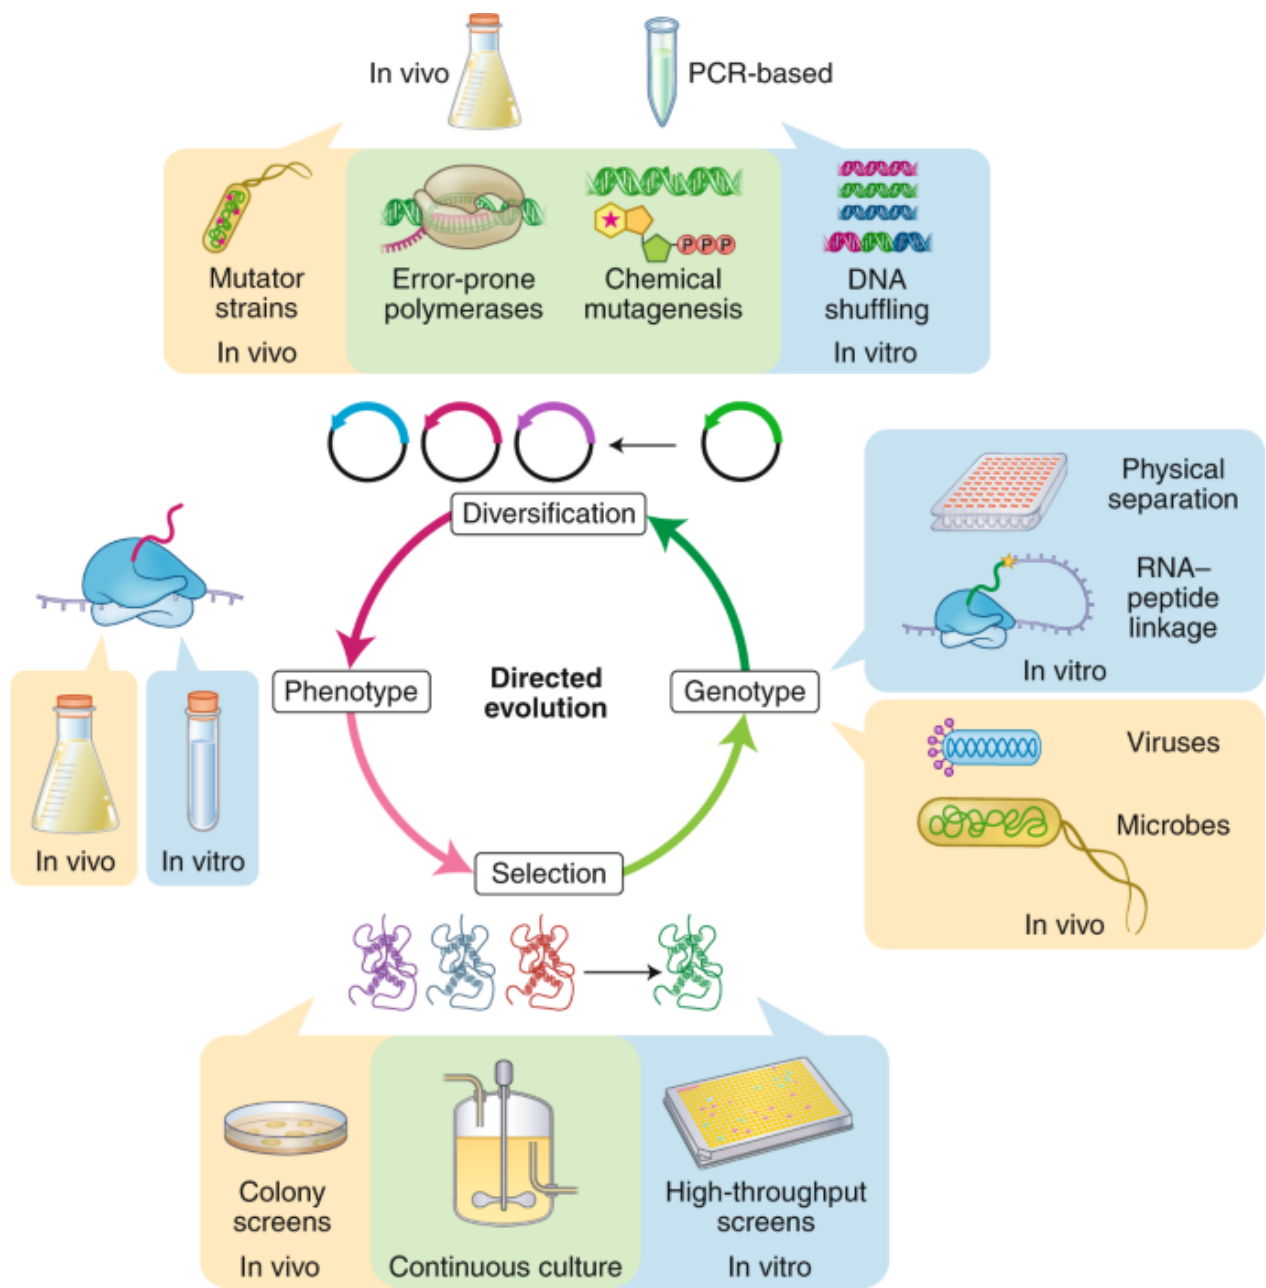 In vivo
PCR-based
Mutator
strains
In vivo
Error-prone
polymerases
Chemical
mutagenesis
P P P
DNA
shuffling
In vitro
Diversification
Physical
separation
RNA–
peptide
linkage
In vitro
Phenotype
Directed
evolution
Genotype
Viruses
Microbes
In vivo
In vivo
In vitro
Selection
Colony
screens
In vivo
Continuous culture
High-throughput
screens
In vitro